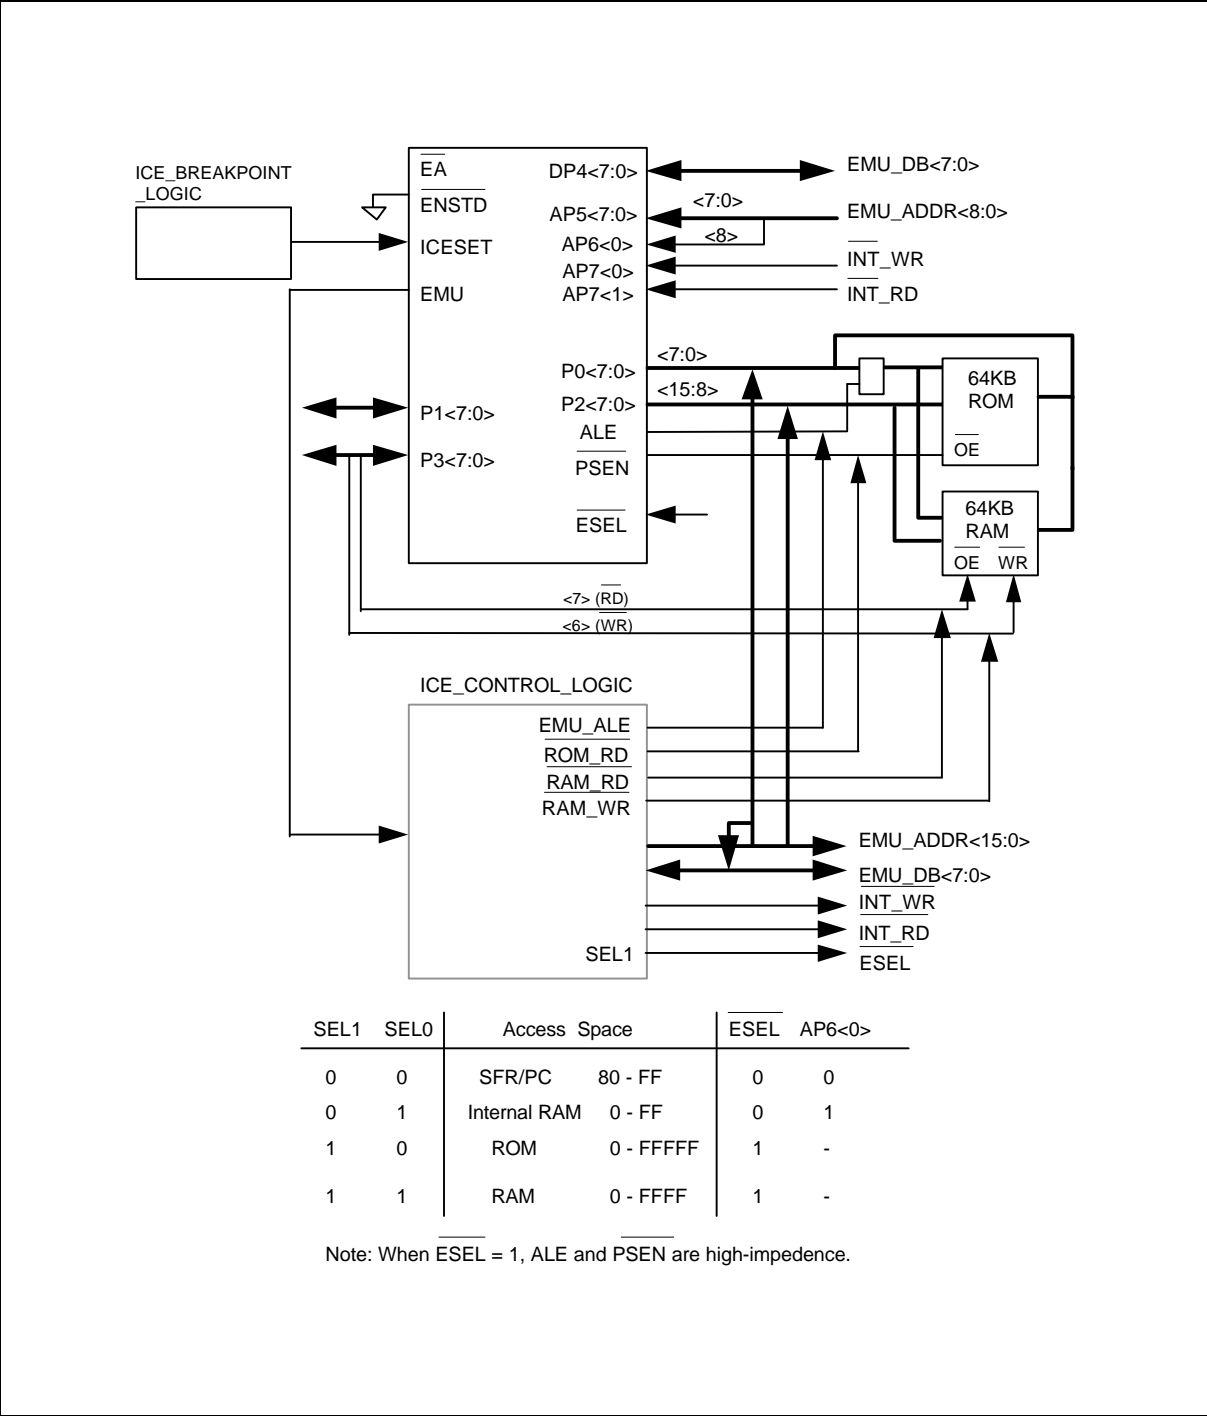 ICE_BREAKPOINT
_LOGIC
EA
ENSTD
ICESET
EMU
P1<7:0>
P3<7:0>
DP4<7:0>
AP5<7:0>
AP6<0>
AP7<0>
AP7<1>
P0<7:0>
P2<7:0>
ALE
PSEN
ESEL
EMU_DB<7:0>
<7:0>
EMU_ADDR<8:0>
<8>
INT_WR
INT_RD
<7:0>
<15:8>
64KB
ROM
OE
64KB
RAM
OE WR
<7> (RD)
<6> (WR)
ICE_CONTROL_LOGIC
EMU_ALE
ROM_RD
RAM_RD
RAM_WR
SEL1
EMU_ADDR<15:0>
EMU_DB<7:0>
INT_WR
INT_RD
ESEL
SEL1 SEL0 Access Space ESEL AP6<0>
0 0 SFR/PC 80 - FF 0 0
0 1 Internal RAM 0 - FF 0 1
1 0 ROM 0 - FFFFF 1 -
1 1 RAM 0 - FFFF 1 -
Note: When ESEL = 1, ALE and PSEN are high-impedence.